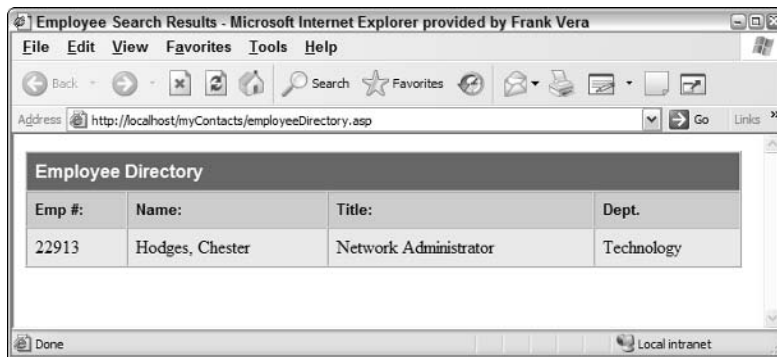 Employee Search Results - Microsoft Internet Explorer provided by Frank Vera
File Edit View Favorites Tools Help
Back Search Favorites
Address http://localhost/myContacts/employeeDirectory.asp Go Links »
Employee Directory
Emp #: Name: Title: Dept.
22913 Hodges, Chester Network Administrator Technology
Done Local intranet